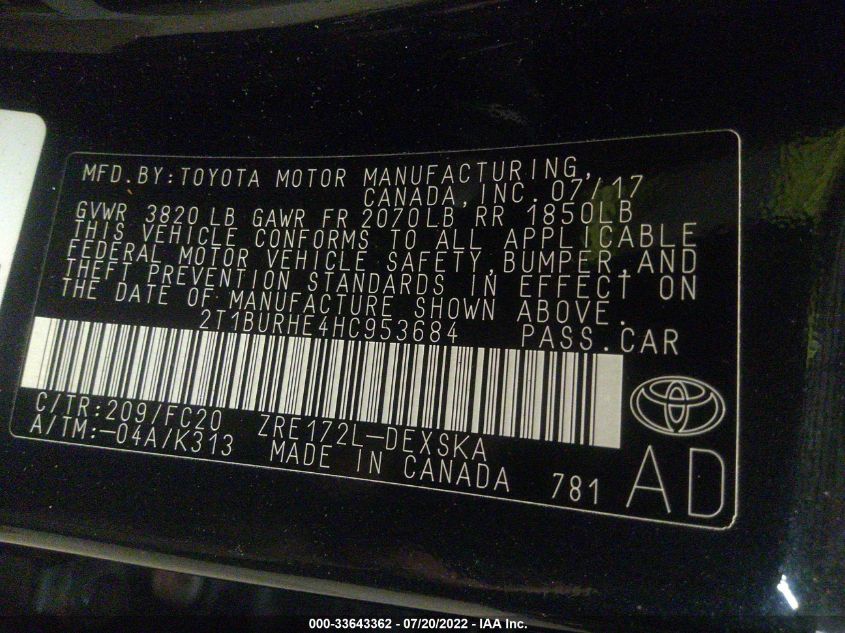 MFD.BY:TOYOTA MOTOR MANUFACTURING,
CANADA,INC. 07/17
GVWR 3820 LB GAWR FR 2070LB RR 1850LB
THIS VEHICLE CONFORMS TO ALL APPLICABLE
FEDERAL MOTOR VEHICLE SAFETY,BUMPER,AND
THEFT PREVENTION STANDARDS IN EFFECT ON
THE DATE OF MANUFACTURE SHOWN ABOVE.
2T1BURHE4HC953684 PASS.CAR
C/TR:209/FC20 ZRE172L-DEXSKA
A/TM:-04A/K313 MADE IN CANADA 781
AD
000-33643362 - 07/20/2022 - IAA Inc.